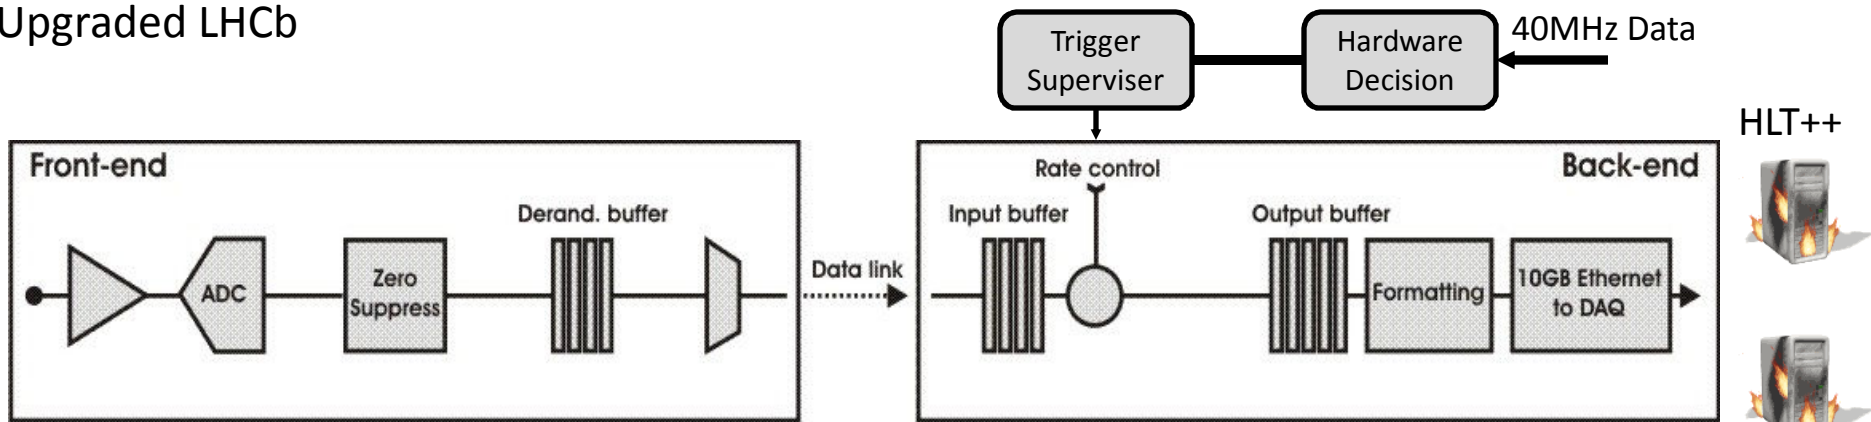 Upgraded LHCb
Trigger
Superviser
Hardware
Decision
40MHz Data
HLT++
Front-end
Derand. buffer
ADC
Zero
Suppress
Data link
Back-end
Rate control
Input buffer
Output buffer
Formatting
10GB Ethernet
to DAQ